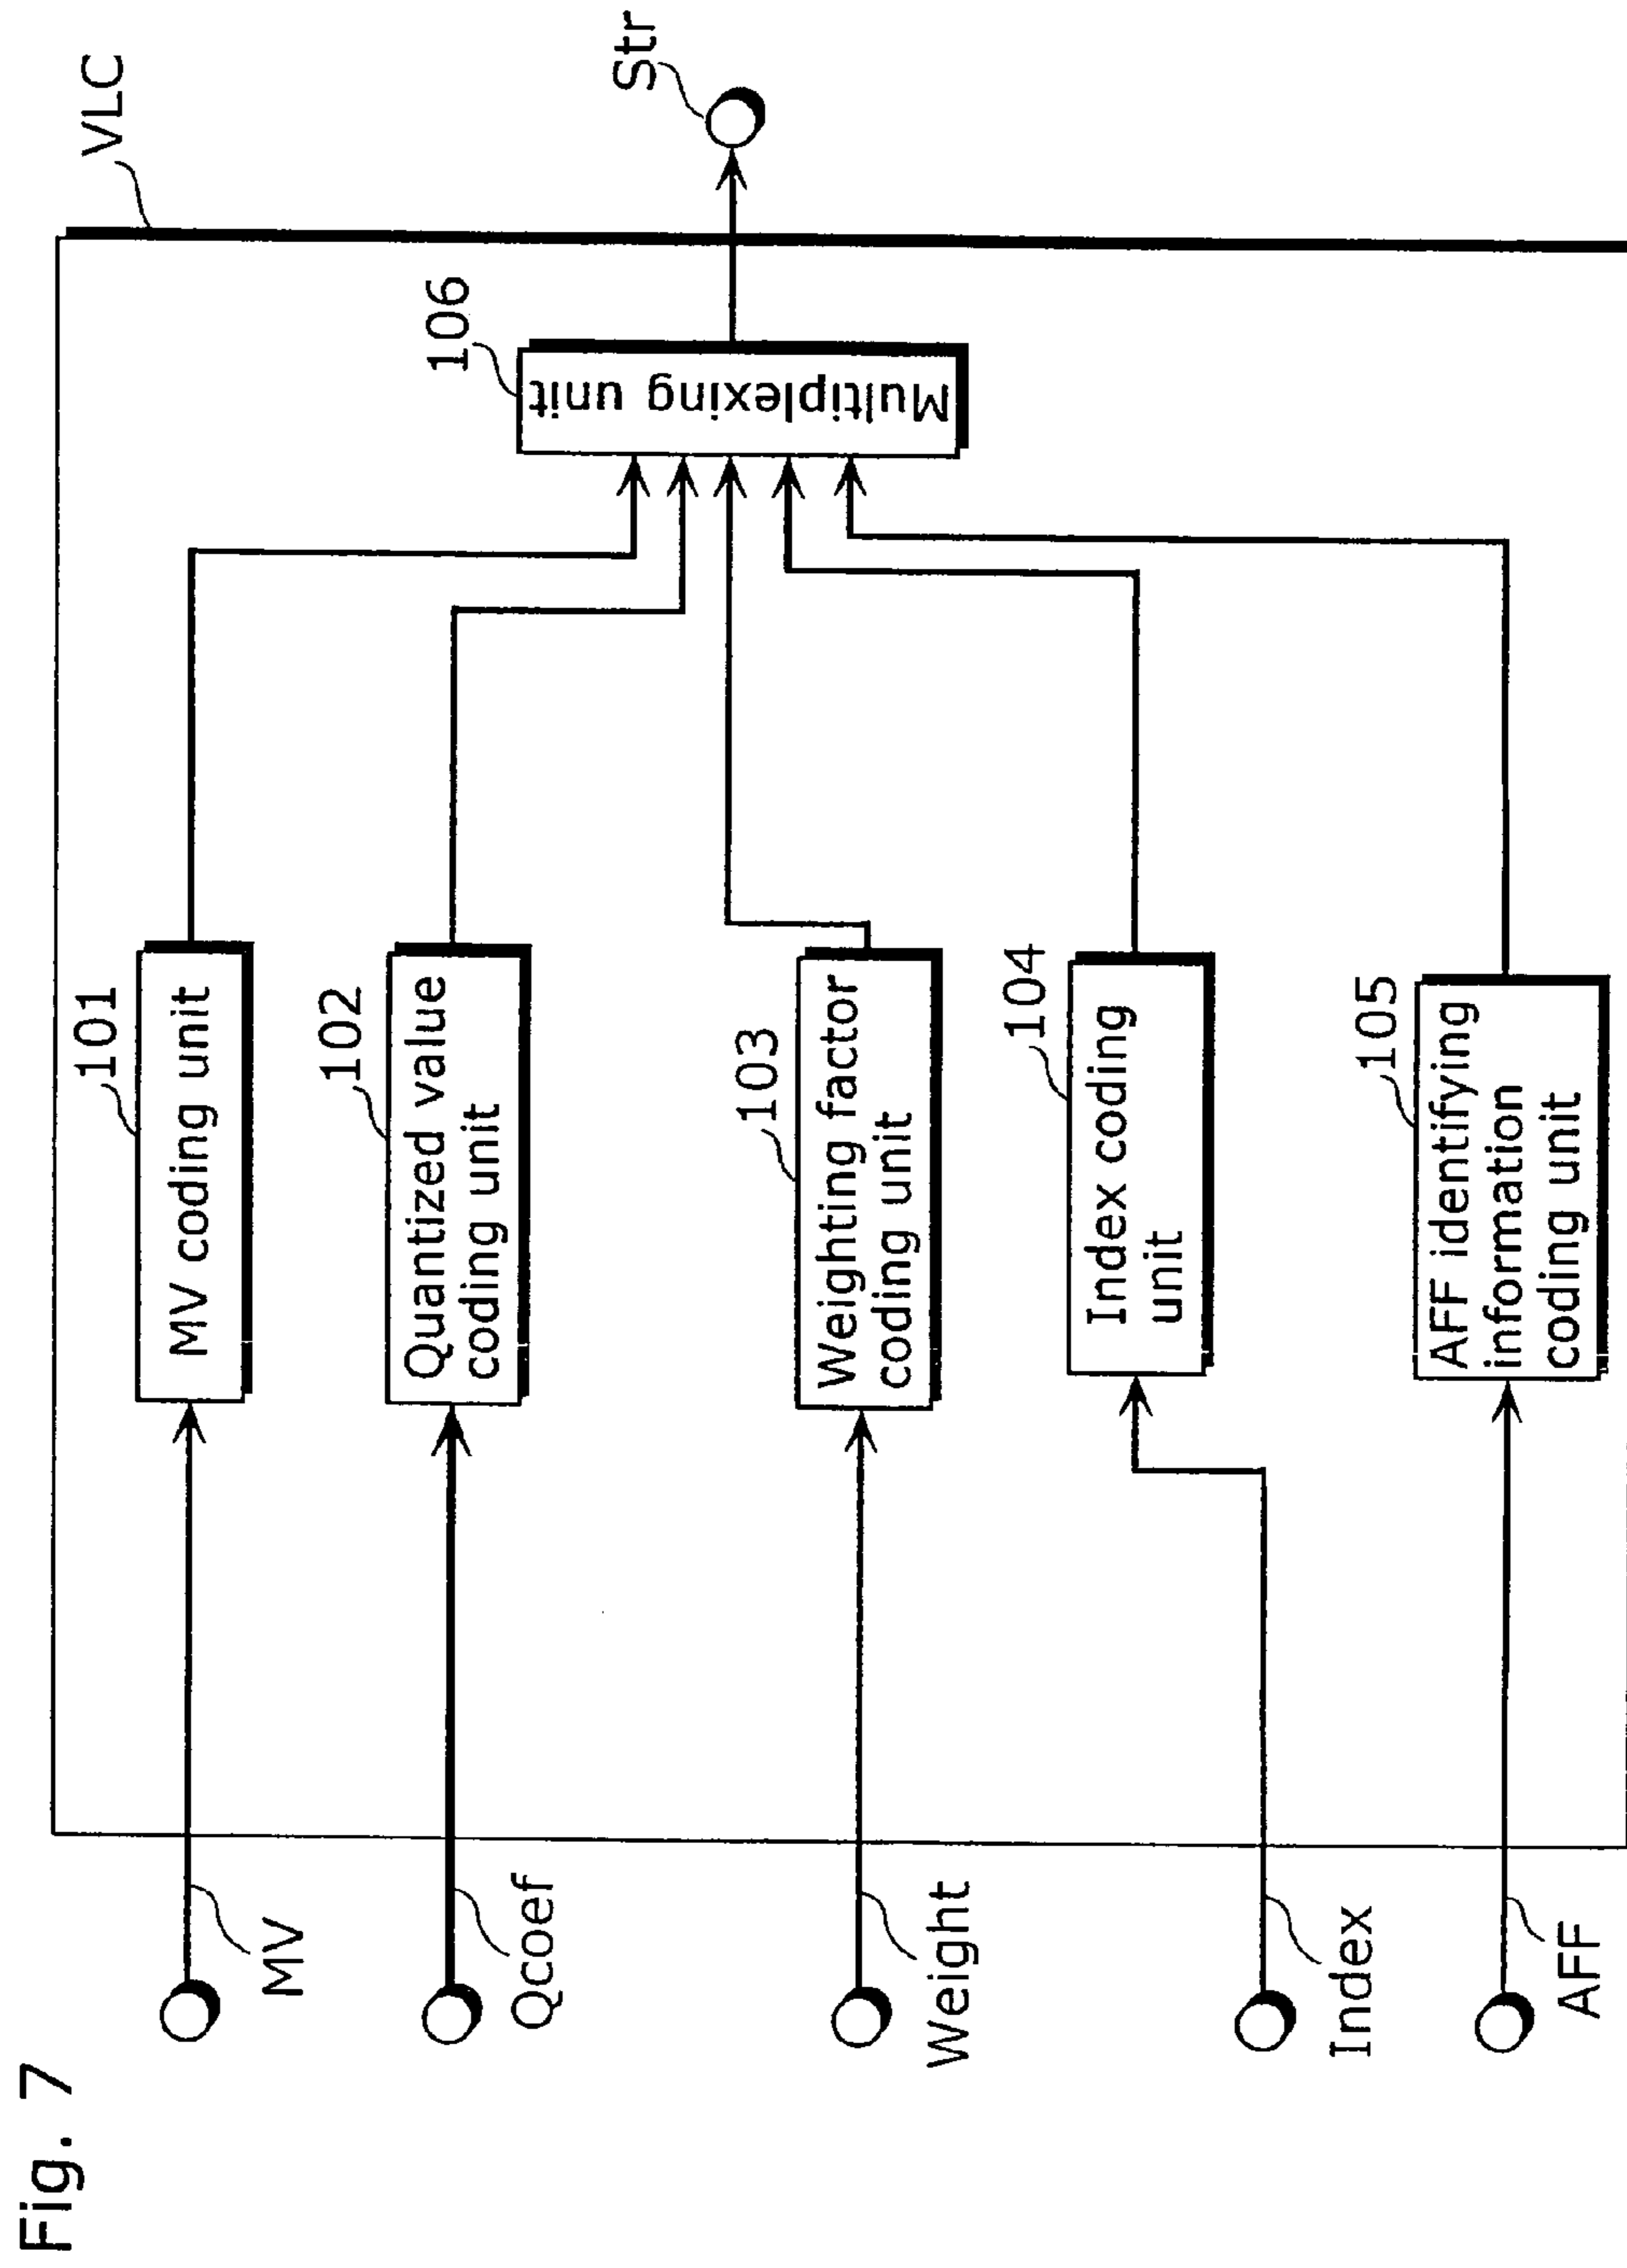 Fig. 7
VLC
MV
101
MV coding unit
Qcoef
102
Quantized value
coding unit
106
Multiplexing unit
Str
Weight
103
Weighting factor
coding unit
Index
104
Index coding
unit
AFF
105
AFF identifying
information
coding unit